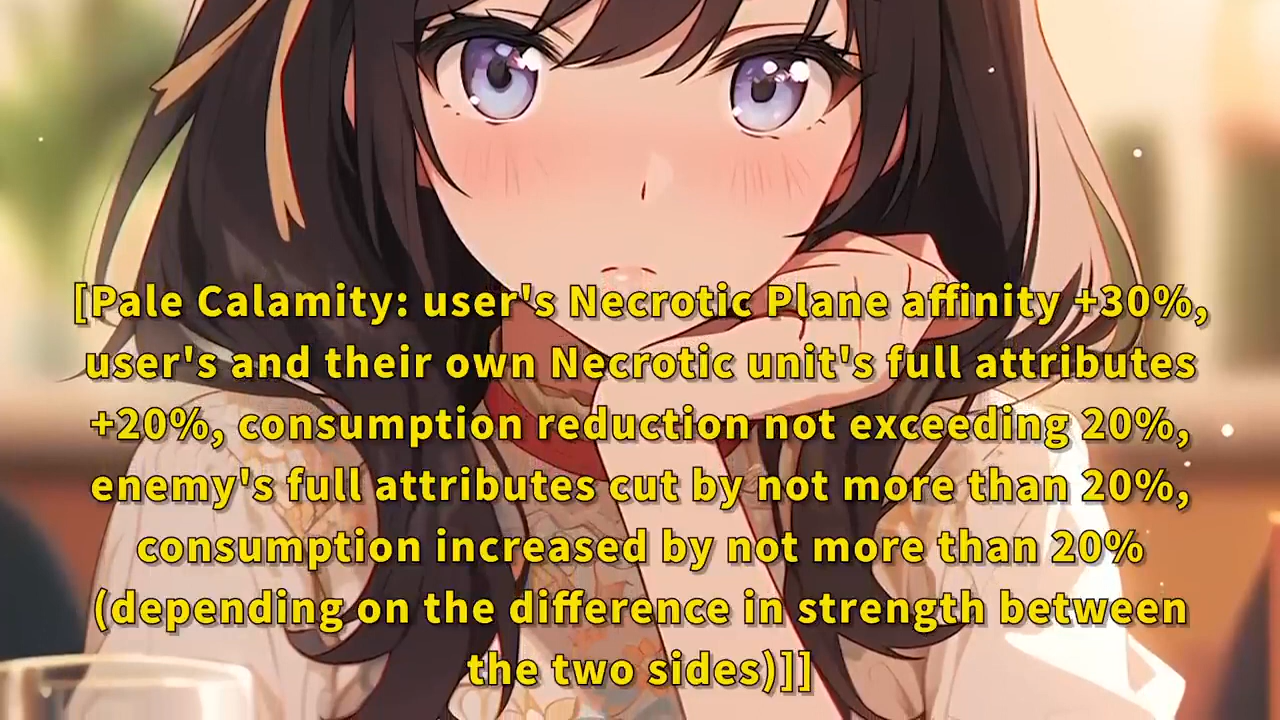 [Pale Calamity: user's Necrotic Plane affinity +30%,
user's and their own Necrotic unit's full attributes
+20%, consumption reduction not exceeding 20%,
enemy's full attributes cut by not more than 20%,
consumption increased by not more than 20%
(depending on the difference in strength between
the two sides)]]